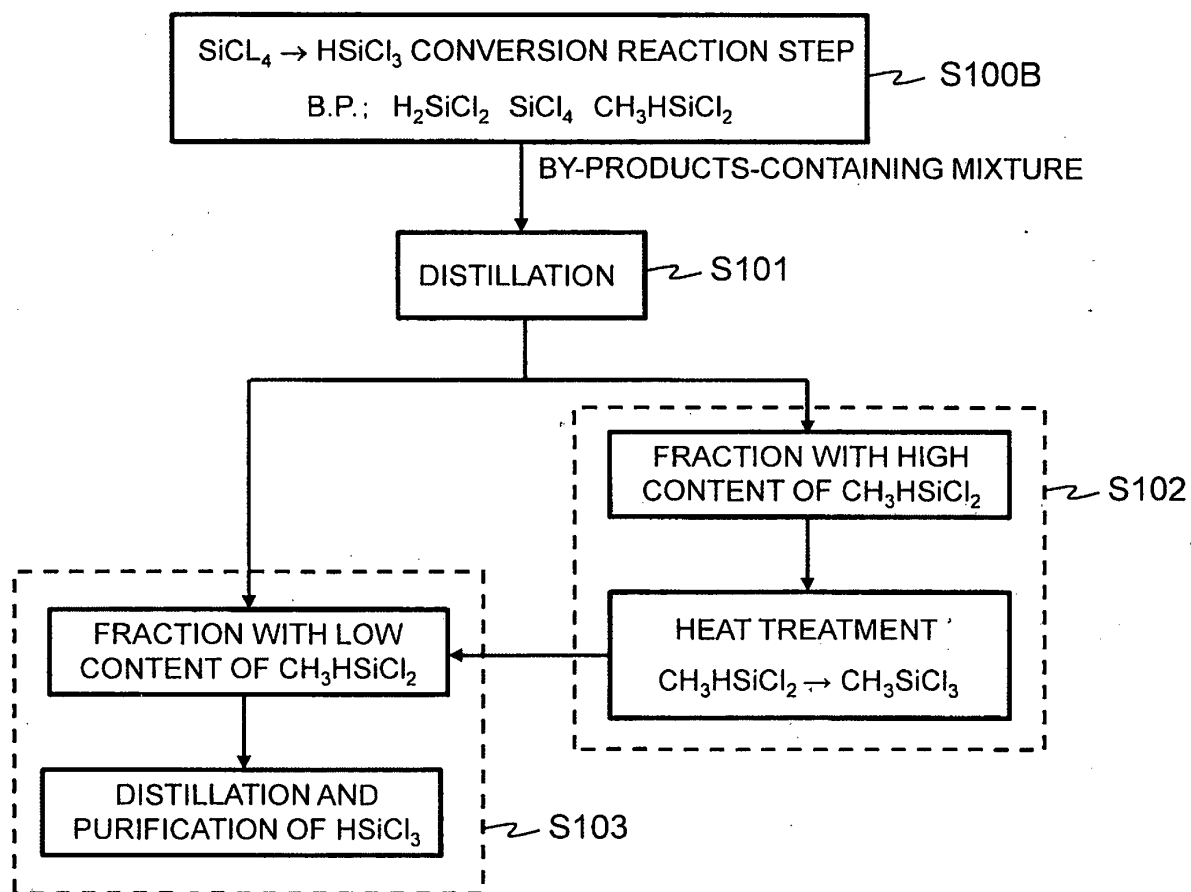 SiCL₄ → HSiCl₃ CONVERSION REACTION STEP
B.P.; H₂SiCl₂ SiCl₄ CH₃HSiCl₂
S100B
BY-PRODUCTS-CONTAINING MIXTURE
DISTILLATION
S101
FRACTION WITH HIGH
CONTENT OF CH₃HSiCl₂
S102
HEAT TREATMENT
CH₃HSiCl₂ → CH₃SiCl₃
FRACTION WITH LOW
CONTENT OF CH₃HSiCl₂
DISTILLATION AND
PURIFICATION OF HSiCl₃
S103